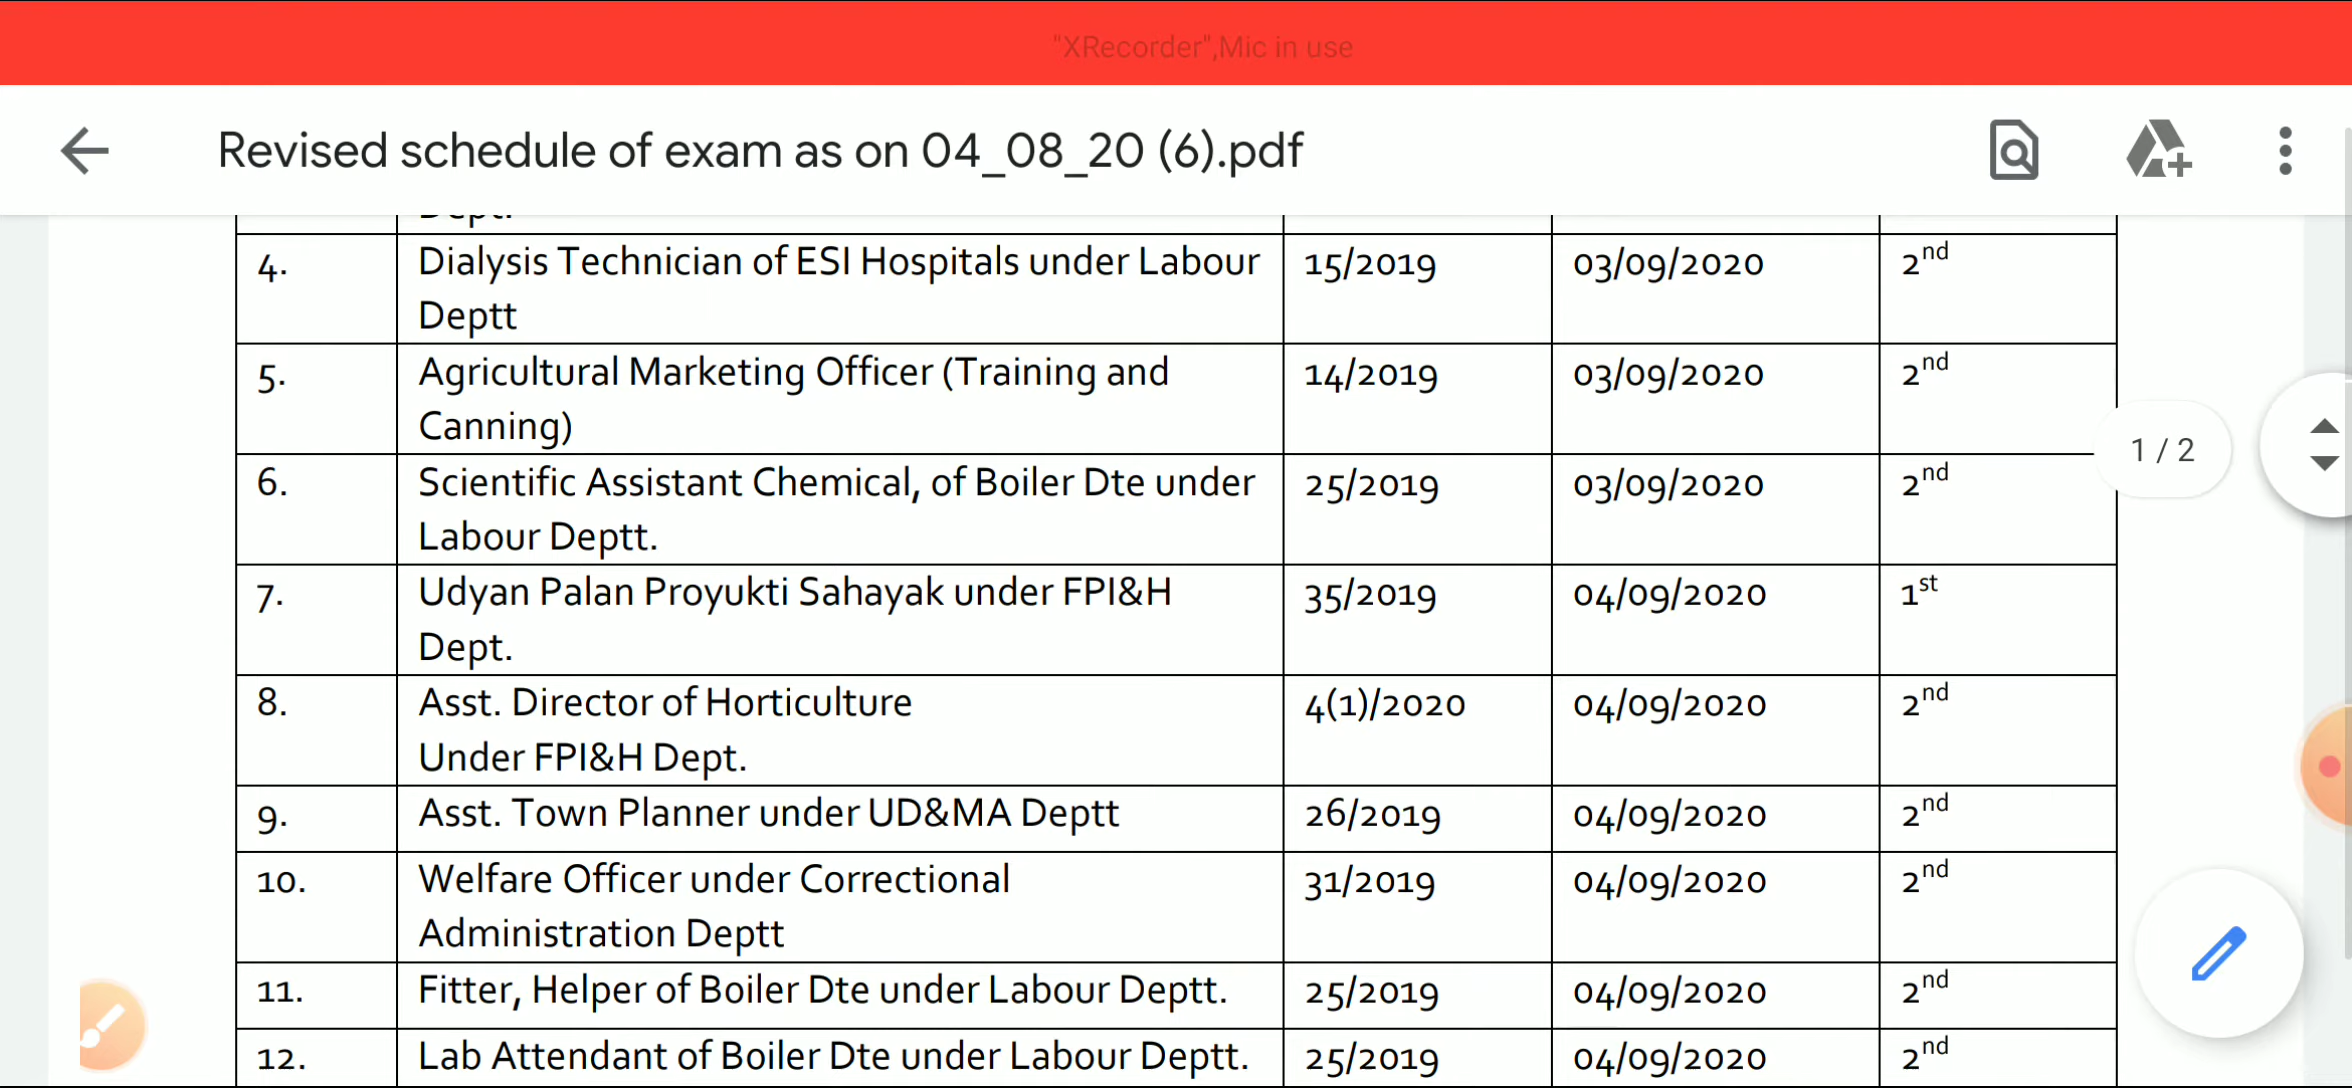 "XRecorder",Mic in use
Revised schedule of exam as on 04_08_20 (6).pdf
Dept.
4. Dialysis Technician of ESI Hospitals under Labour 15/2019 03/09/2020 2nd
Deptt
5. Agricultural Marketing Officer (Training and 14/2019 03/09/2020 2nd
Canning)
6. Scientific Assistant Chemical, of Boiler Dte under 25/2019 03/09/2020 2nd
Labour Deptt.
7. Udyan Palan Proyukti Sahayak under FPI&H 35/2019 04/09/2020 1st
Dept.
8. Asst. Director of Horticulture 4(1)/2020 04/09/2020 2nd
Under FPI&H Dept.
9. Asst. Town Planner under UD&MA Deptt 26/2019 04/09/2020 2nd
10. Welfare Officer under Correctional 31/2019 04/09/2020 2nd
Administration Deptt
11. Fitter, Helper of Boiler Dte under Labour Deptt. 25/2019 04/09/2020 2nd
12. Lab Attendant of Boiler Dte under Labour Deptt. 25/2019 04/09/2020 2nd
1 / 2